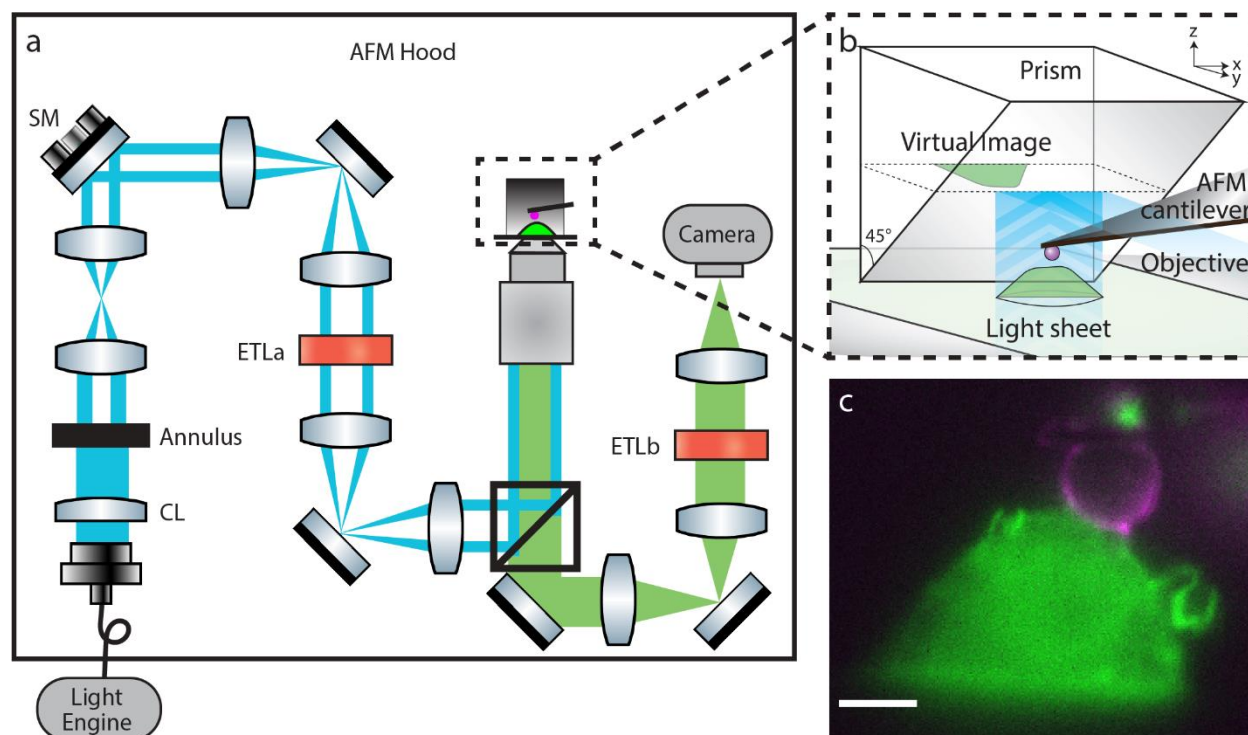 a
AFM Hood
SM
ETLa
Annulus
CL
Light
Engine
Camera
ETLb
b
Prism
z
x
y
Virtual Image
AFM
cantilever
45°
Objective
Light sheet
c